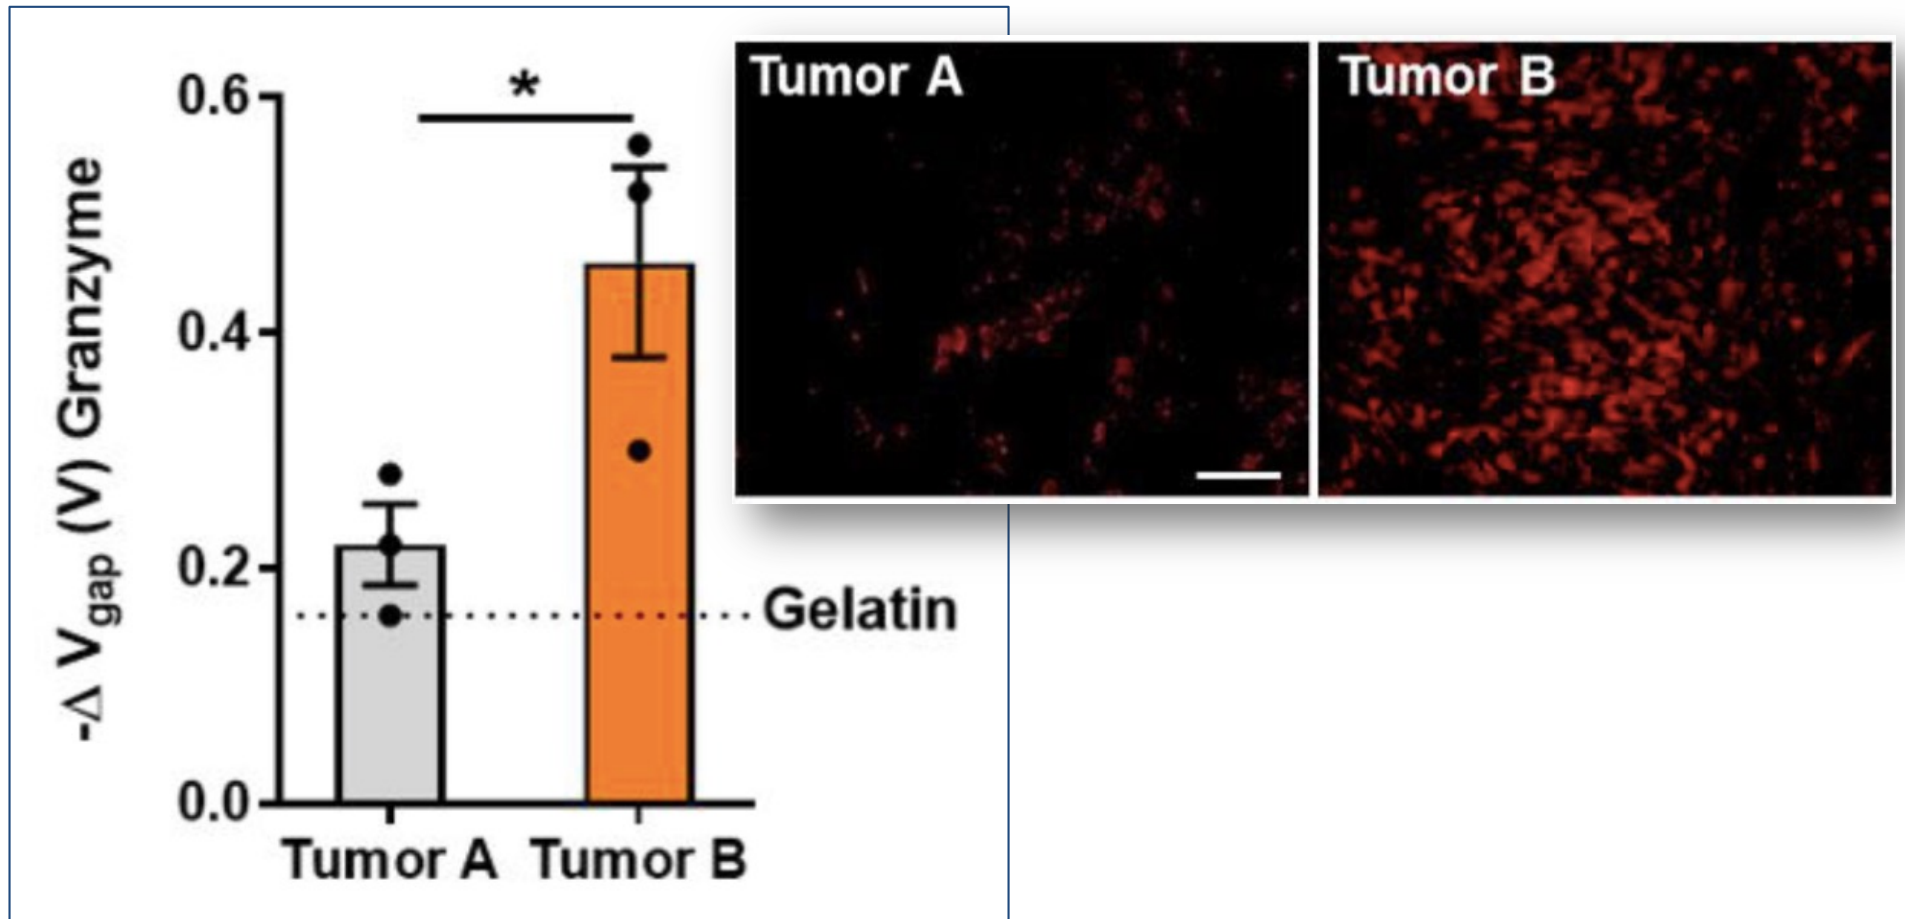 -Δ Vgap (V) Granzyme
0.6
0.4
0.2
0.0
*
Gelatin
Tumor A
Tumor B
Tumor A
Tumor B